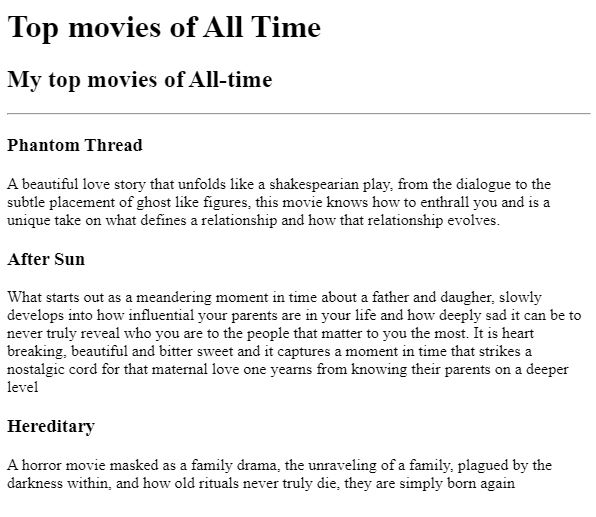 Top movies of All Time
My top movies of All-time
Phantom Thread
A beautiful love story that unfolds like a shakespearian play, from the dialogue to the
subtle placement of ghost like figures, this movie knows how to enthrall you and is a
unique take on what defines a relationship and how that relationship evolves.
After Sun
What starts out as a meandering moment in time about a father and daugher, slowly
develops into how influential your parents are in your life and how deeply sad it can be to
never truly reveal who you are to the people that matter to you the most. It is heart
breaking, beautiful and bitter sweet and it captures a moment in time that strikes a
nostalgic cord for that maternal love one yearns from knowing their parents on a deeper
level
Hereditary
A horror movie masked as a family drama, the unraveling of a family, plagued by the
darkness within, and how old rituals never truly die, they are simply born again